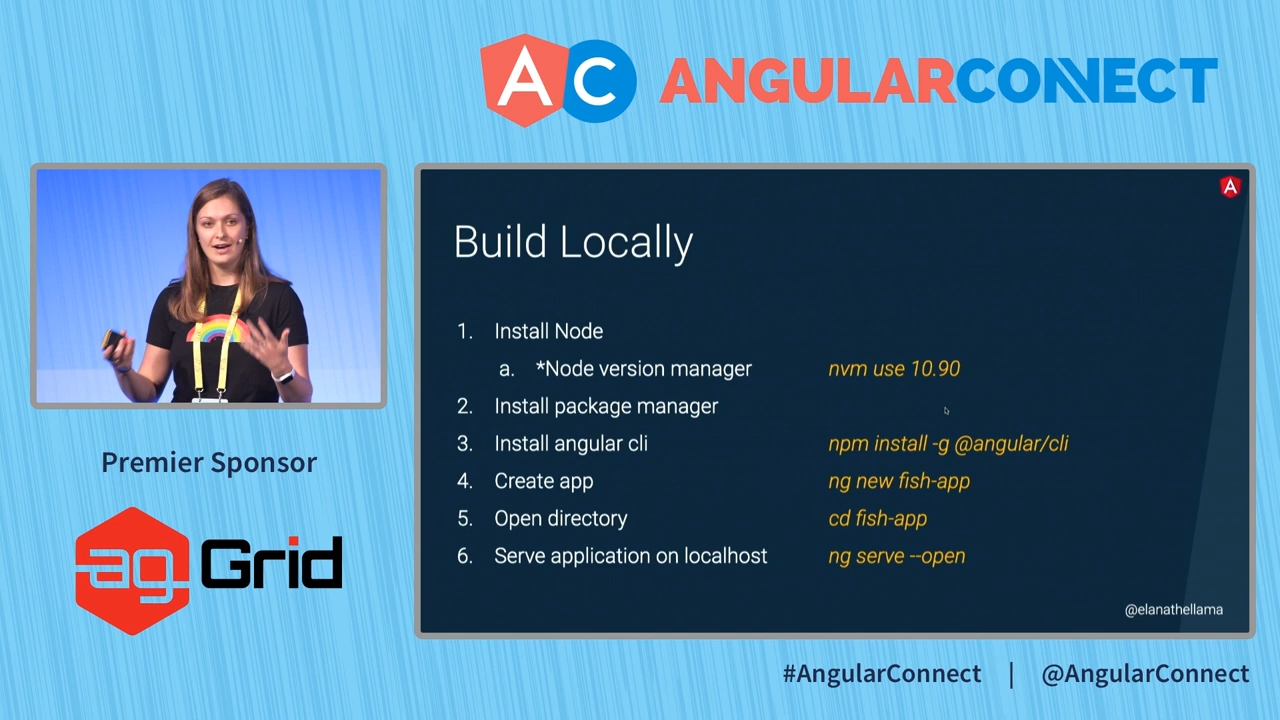 AC ANGULARCONNECT
Build Locally
1. Install Node
a. *Node version manager nvm use 10.90
2. Install package manager
3. Install angular cli npm install -g @angular/cli
4. Create app ng new fish-app
5. Open directory cd fish-app
6. Serve application on localhost ng serve --open
@elanathellama
Premier Sponsor
ag Grid
#AngularConnect | @AngularConnect